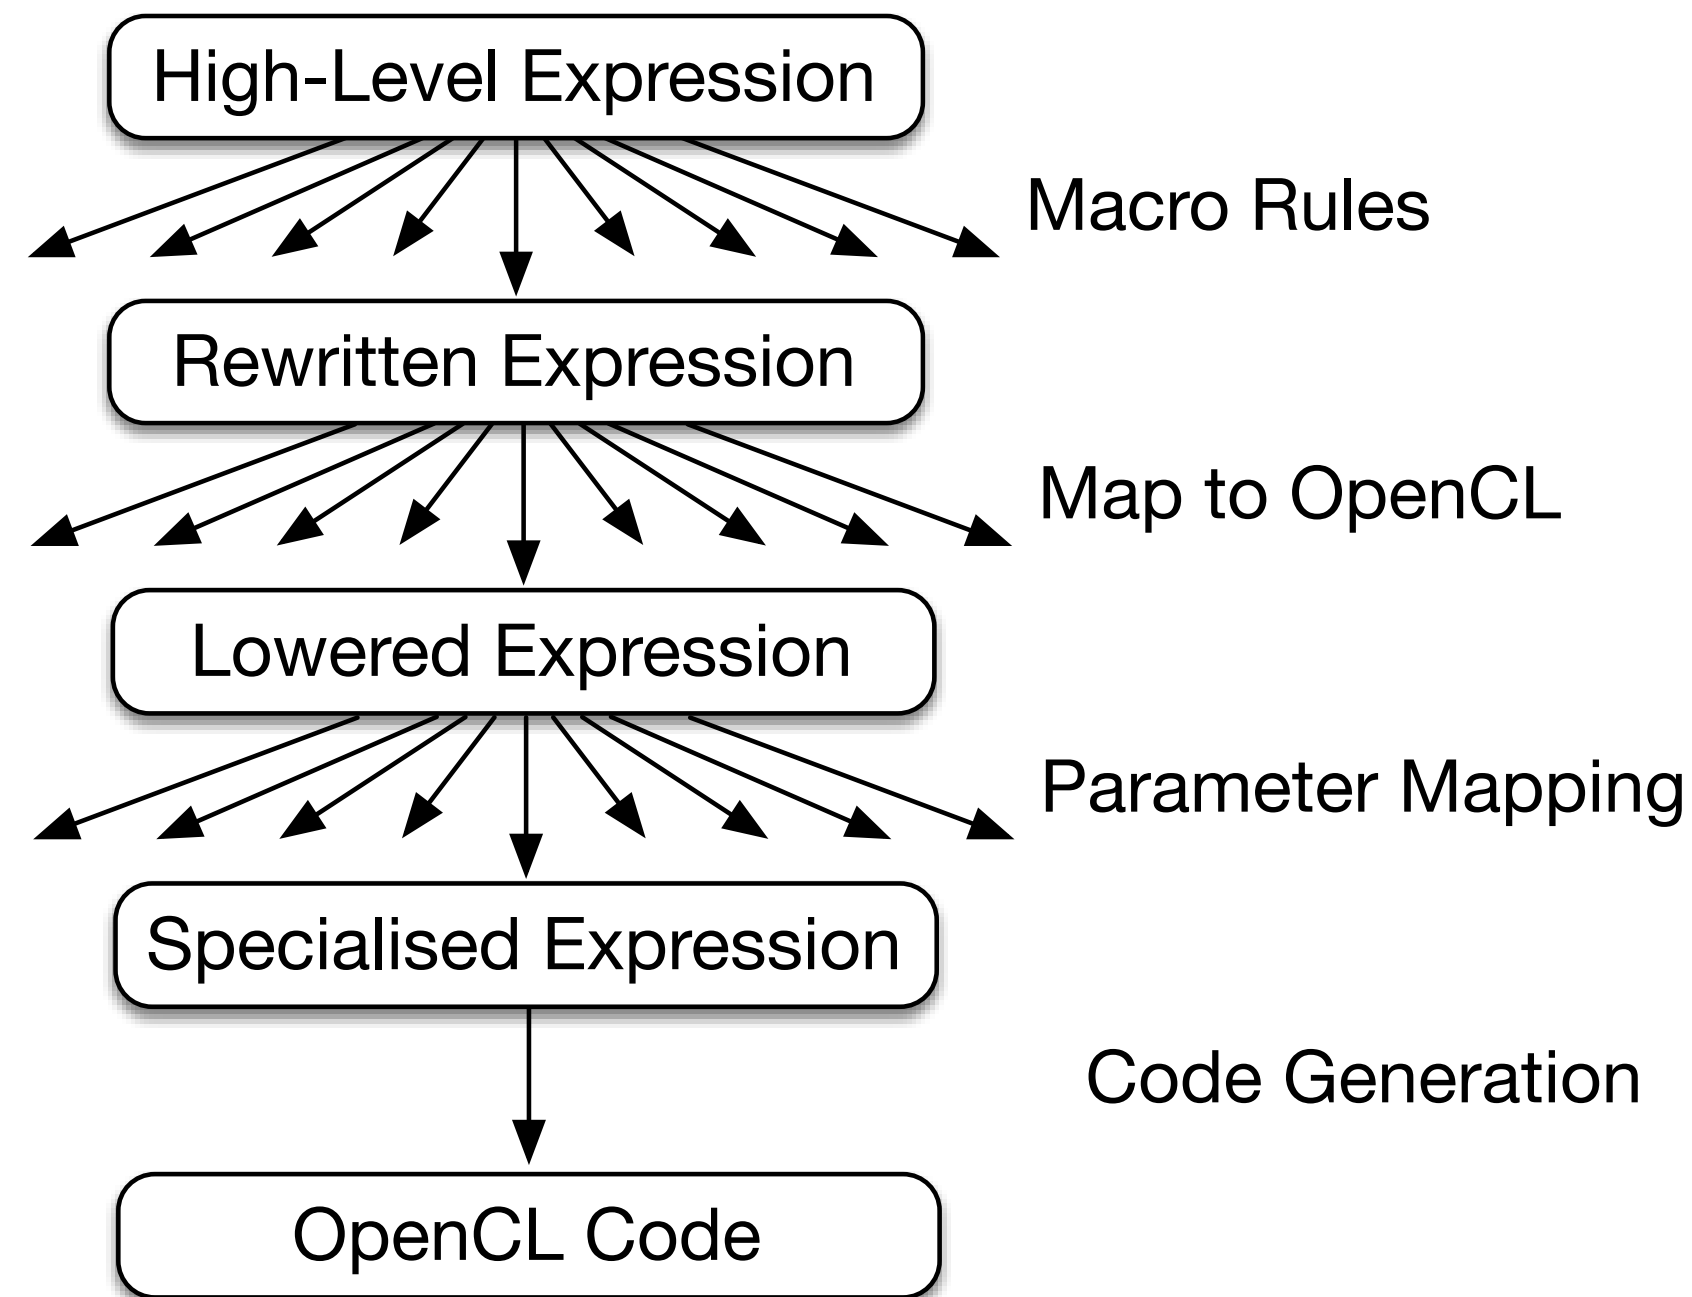 High-Level Expression
Macro Rules
Rewritten Expression
Map to OpenCL
Lowered Expression
Parameter Mapping
Specialised Expression
Code Generation
OpenCL Code